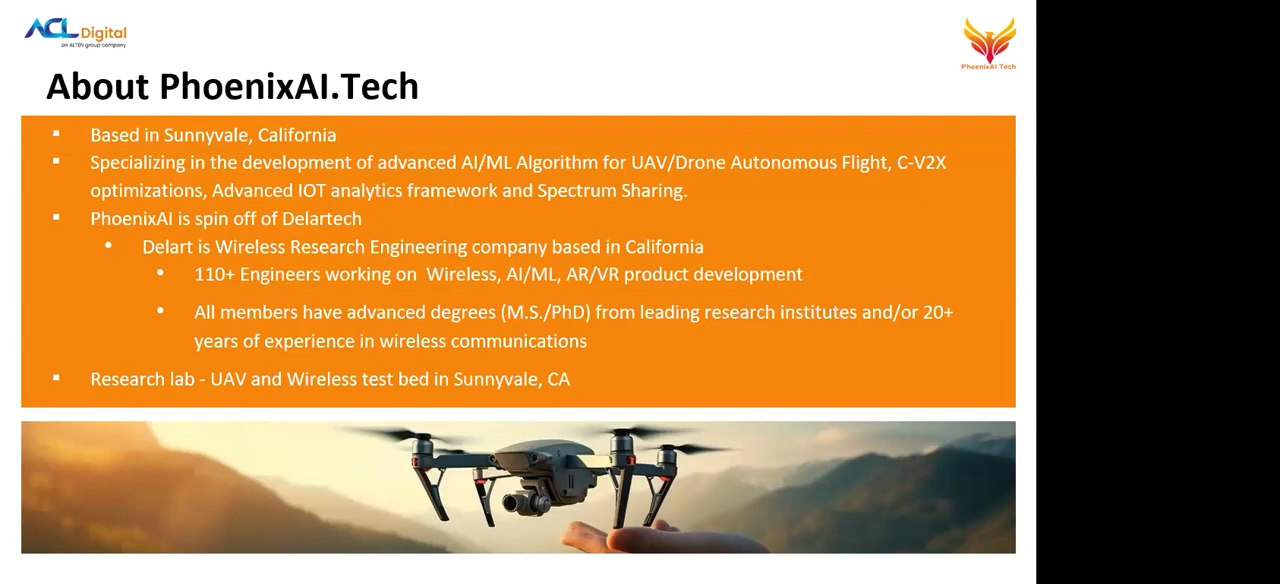 ACL Digital
an ALTEN group company
PhoenixAI Tech
About PhoenixAI.Tech
▪ Based in Sunnyvale, California
▪ Specializing in the development of advanced AI/ML Algorithm for UAV/Drone Autonomous Flight, C-V2X
optimizations, Advanced IOT analytics framework and Spectrum Sharing.
▪ PhoenixAI is spin off of Delartech
• Delart is Wireless Research Engineering company based in California
• 110+ Engineers working on  Wireless, AI/ML, AR/VR product development
• All members have advanced degrees (M.S./PhD) from leading research institutes and/or 20+
years of experience in wireless communications
▪ Research lab - UAV and Wireless test bed in Sunnyvale, CA